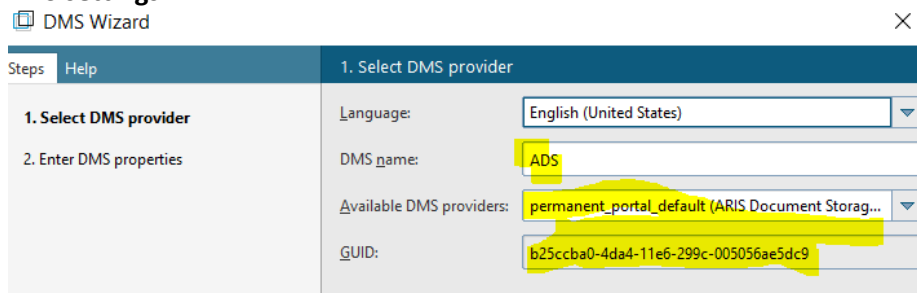 DMS Wizard
Steps Help
1. Select DMS provider
1. Select DMS provider
2. Enter DMS properties
Language: English (United States)
DMS name: ADS
Available DMS providers: permanent_portal_default (ARIS Document Storag...
GUID: b25ccba0-4da4-11e6-299c-005056ae5dc9